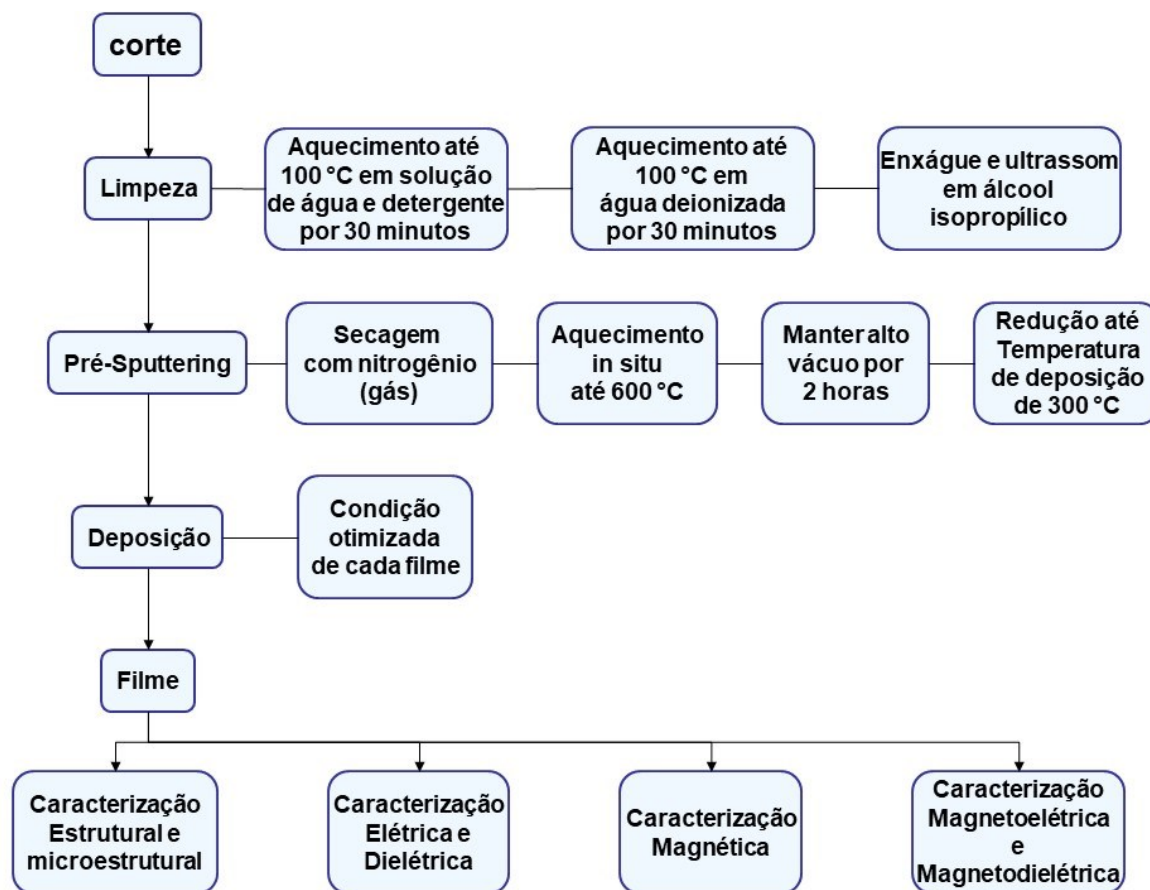 corte
Limpeza
Aquecimento até
100 °C em solução
de água e detergente
por 30 minutos
Aquecimento até
100 °C em
água deionizada
por 30 minutos
Enxágue e ultrassom
em álcool
isopropílico
Pré-Sputtering
Secagem
com nitrogênio
(gás)
Aquecimento
in situ
até 600 °C
Manter alto
vácuo por
2 horas
Redução até
Temperatura
de deposição
de 300 °C
Deposição
Condição
otimizada
de cada filme
Filme
Caracterização
Estrutural e
microestrutural
Caracterização
Elétrica e
Dielétrica
Caracterização
Magnética
Caracterização
Magnetoelétrica
e
Magnetodielétrica